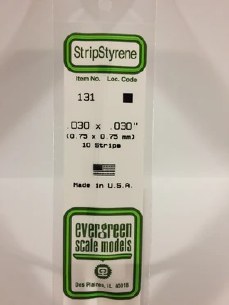 StripStyrene
Item No. Loc. Code
131
.030 x .030"
(0.75 x 0.75 mm)
10 Strips
Made in U.S.A.
evergreen
scale models
Des Plaines, IL 60018